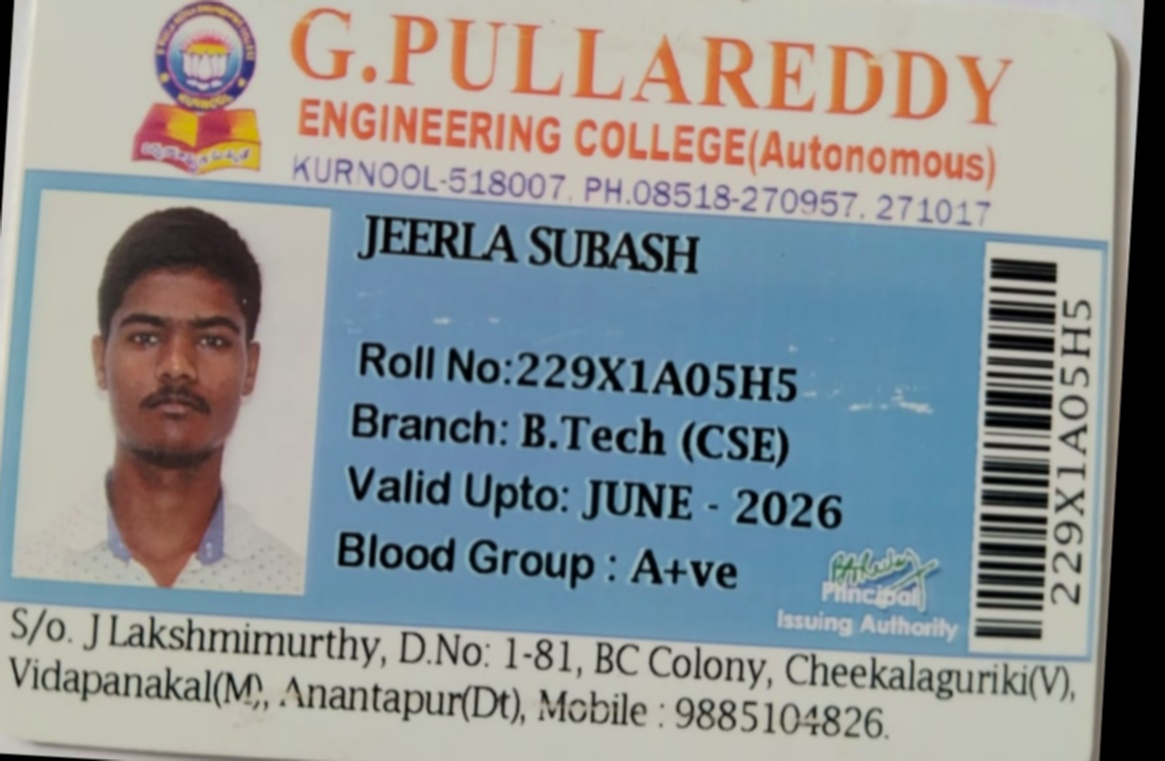 KURNOOL
G.PULLAREDDY
ENGINEERING COLLEGE(Autonomous)
KURNOOL-518007. PH.08518-270957. 271017
JEERLA SUBASH
Roll No:229X1A05H5
Branch: B.Tech (CSE)
Valid Upto: JUNE - 2026
Blood Group : A+ve
Principal
Issuing Authority
229X1A05H5
S/o. J Lakshmimurthy, D.No: 1-81, BC Colony, Cheekalaguriki(V),
Vidapanakal(M), Anantapur(Dt), Mobile : 9885104826.